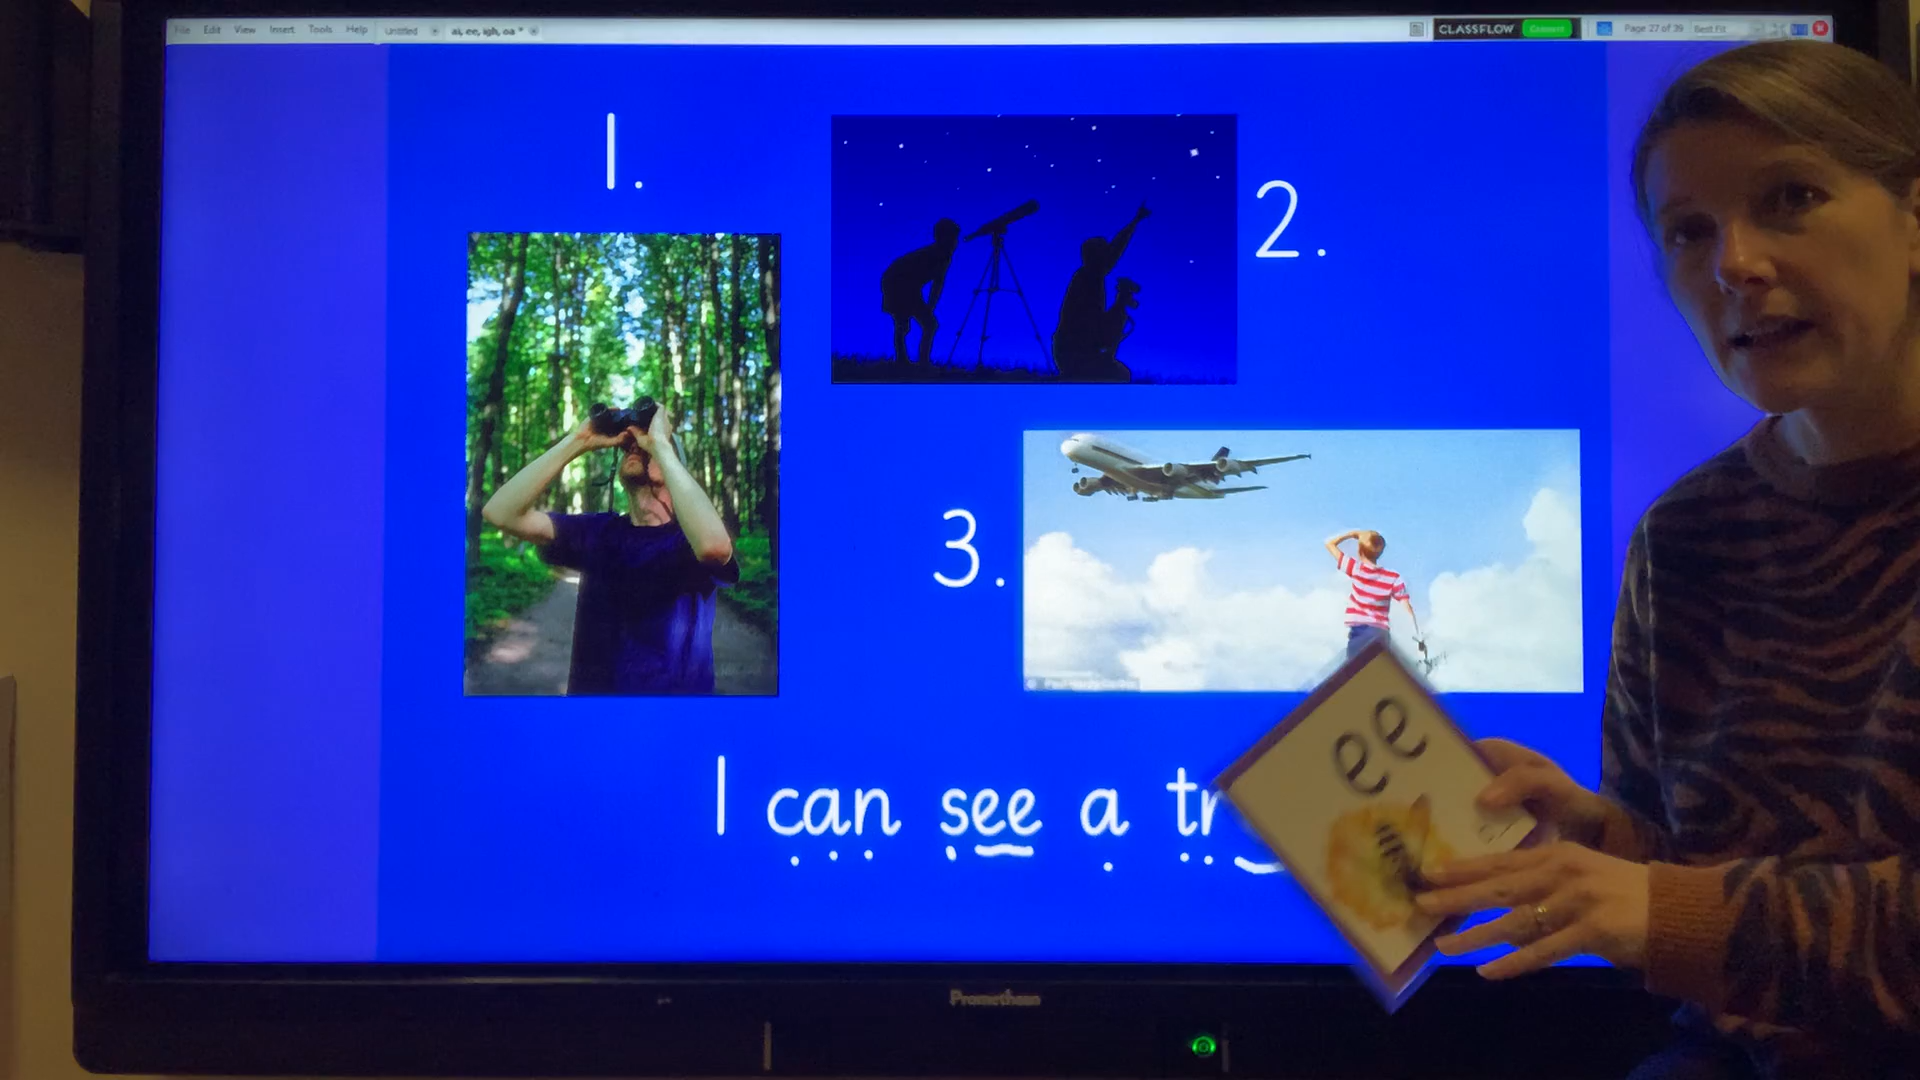 File Edit View Insert Tools Help untitled ai, ee, igh, oa * CLASSFLOW Connect Page 27 of 39 Best Fit
1.
2.
3.
ee
I can see a tr
Promethean